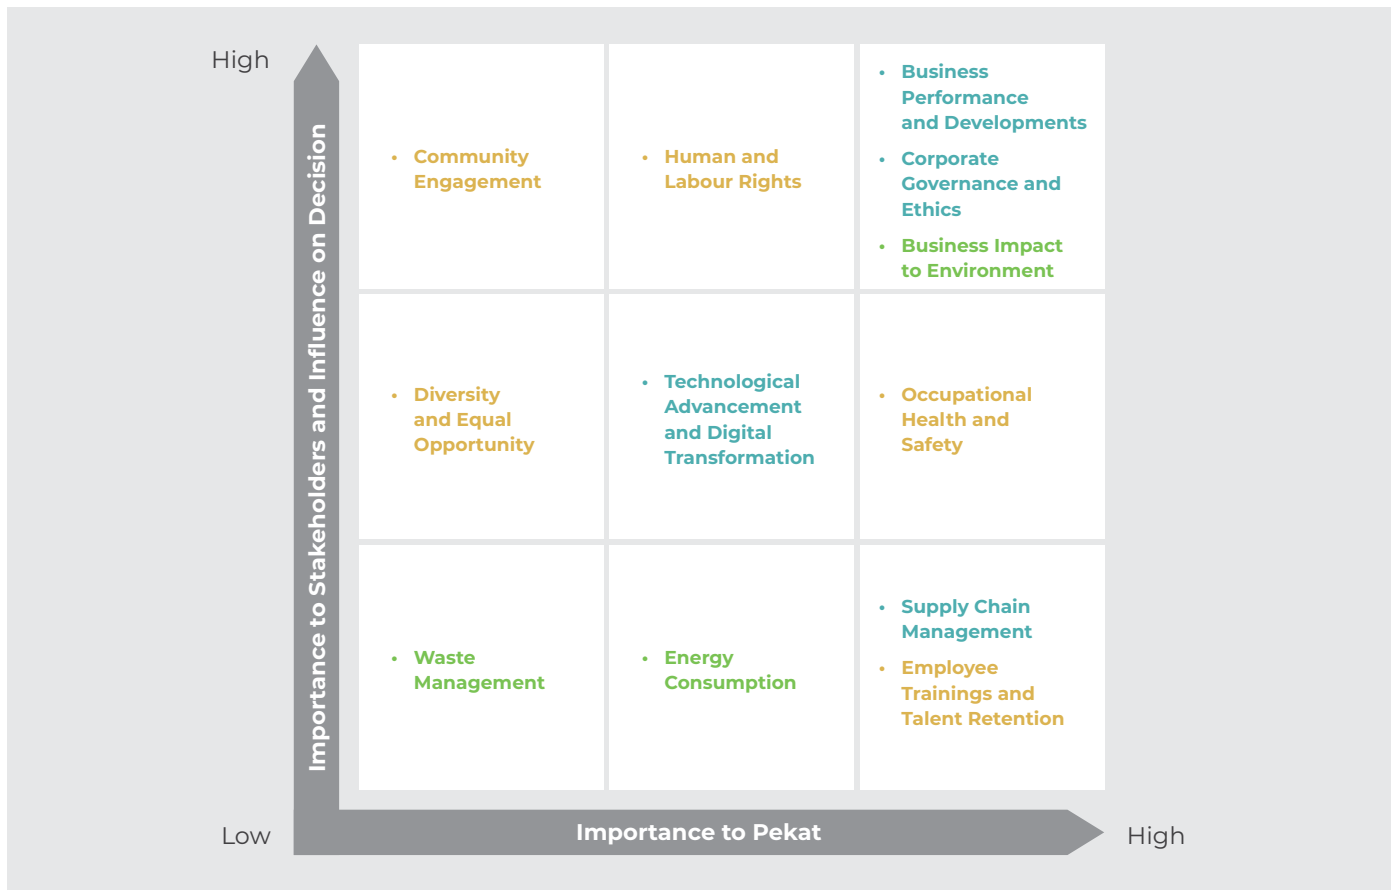 High
Importance to Stakeholders and Influence on Decision
• Community
Engagement
• Human and
Labour Rights
• Business
Performance
and Developments
• Corporate
Governance and
Ethics
• Business Impact
to Environment
• Diversity
and Equal
Opportunity
• Technological
Advancement
and Digital
Transformation
• Occupational
Health and
Safety
• Waste
Management
• Energy
Consumption
• Supply Chain
Management
• Employee
Trainings and
Talent Retention
Low
Importance to Pekat
High